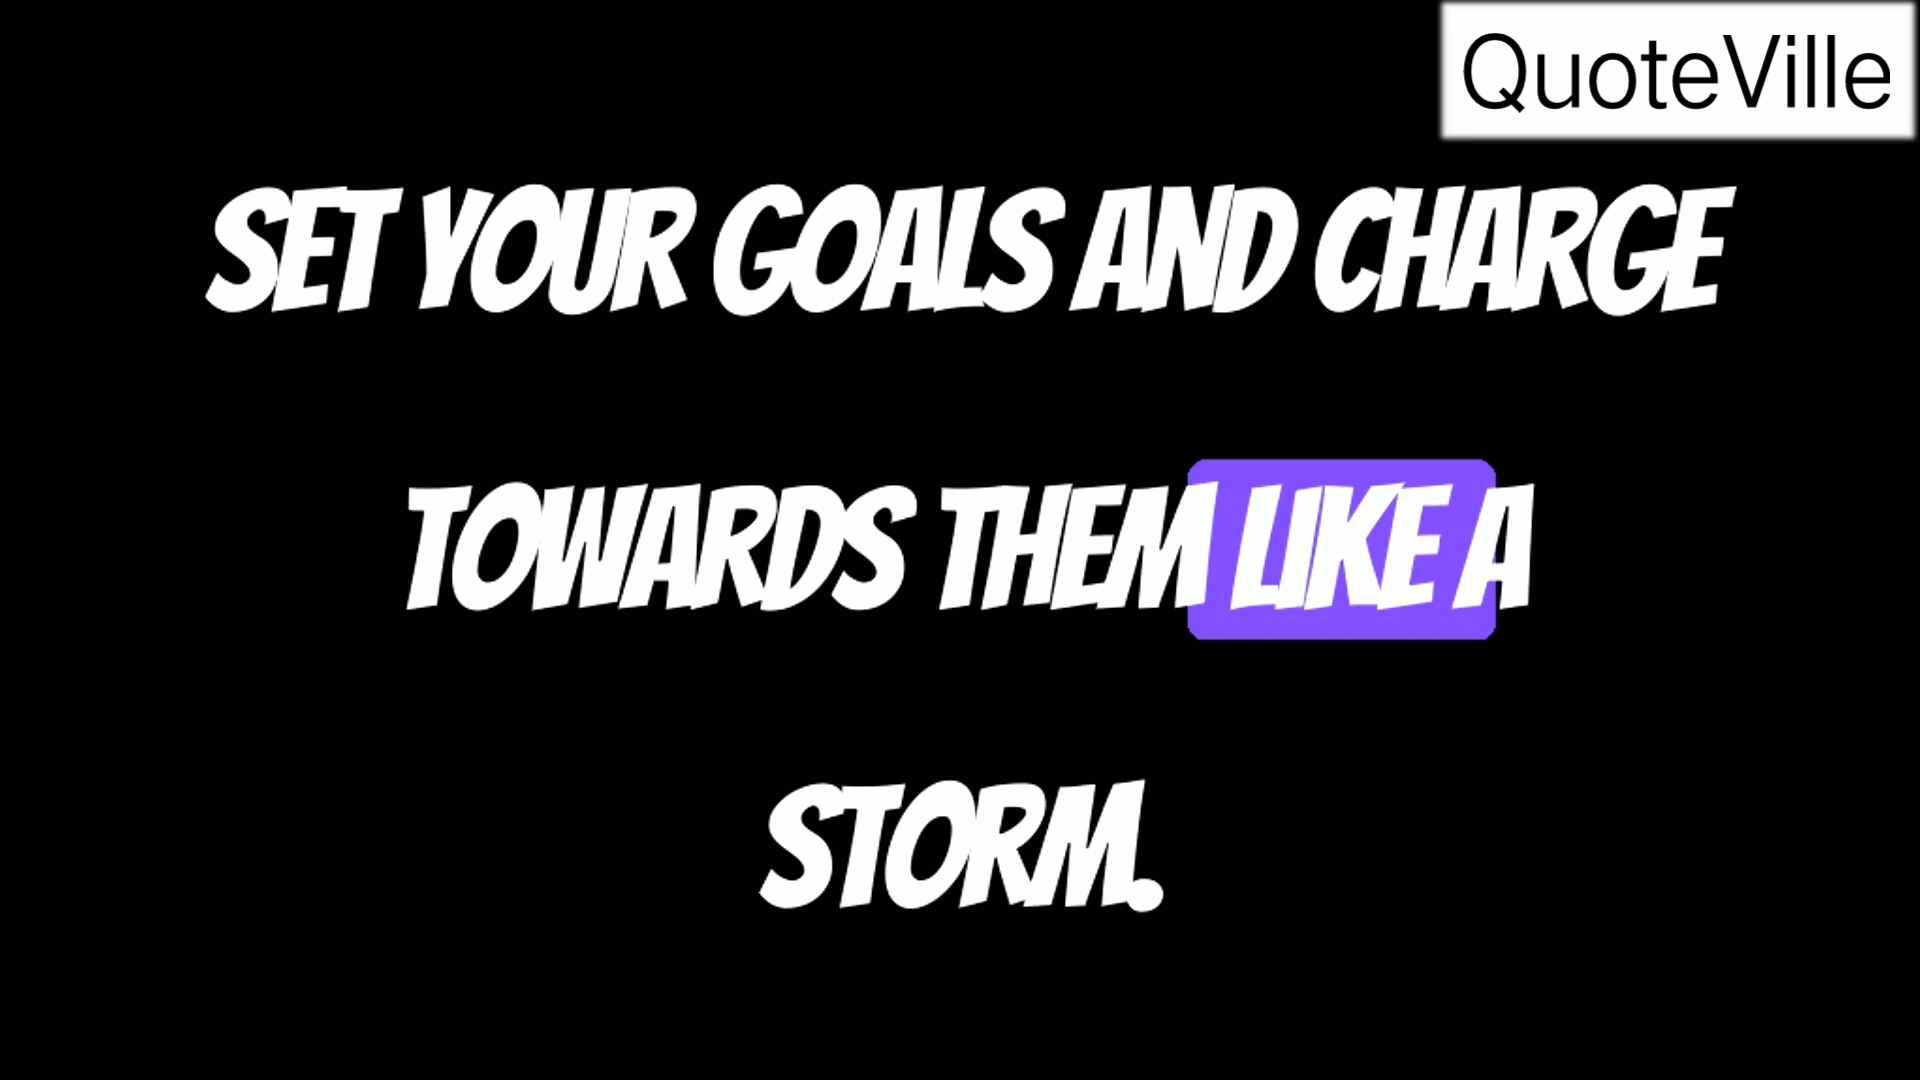 QuoteVille
SET YOUR GOALS AND CHARGE
TOWARDS THEM LIKE A
STORM.